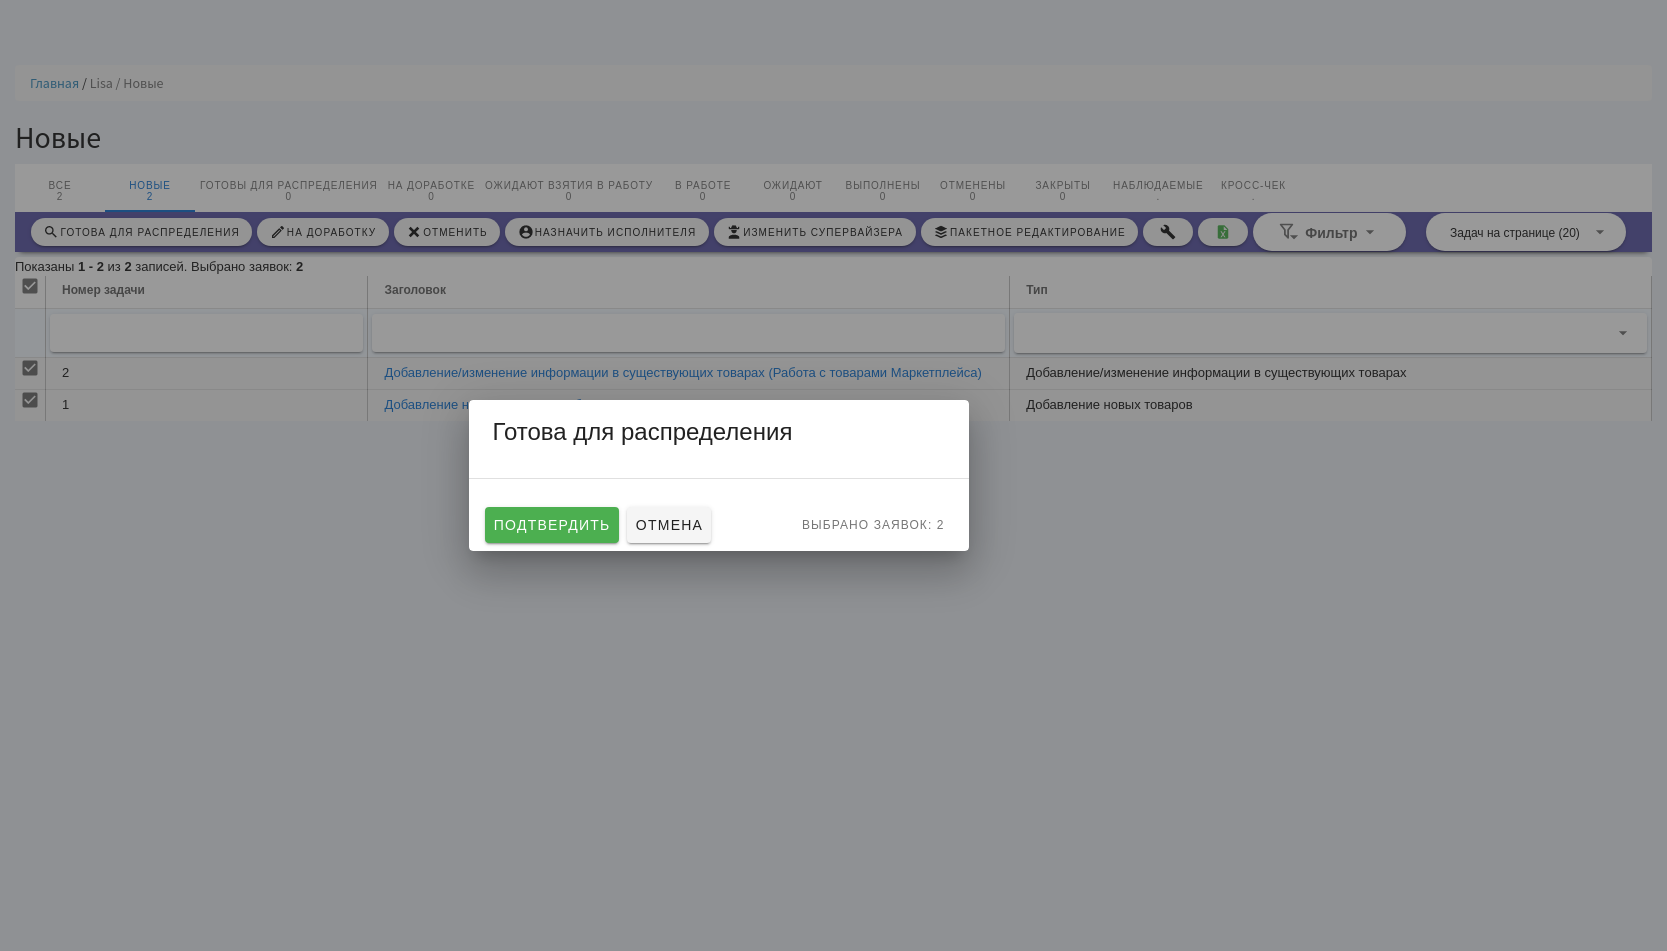 Главная / Lisa / Новые
Новые
ВСЕ
2
НОВЫЕ
2
ГОТОВЫ ДЛЯ РАСПРЕДЕЛЕНИЯ
0
НА ДОРАБОТКЕ
0
ОЖИДАЮТ ВЗЯТИЯ В РАБОТУ
0
В РАБОТЕ
0
ОЖИДАЮТ
0
ВЫПОЛНЕНЫ
0
ОТМЕНЕНЫ
0
ЗАКРЫТЫ
0
НАБЛЮДАЕМЫЕ
.
КРОСС-ЧЕК
.
ГОТОВА ДЛЯ РАСПРЕДЕЛЕНИЯ
НА ДОРАБОТКУ
ОТМЕНИТЬ
НАЗНАЧИТЬ ИСПОЛНИТЕЛЯ
ИЗМЕНИТЬ СУПЕРВАЙЗЕРА
ПАКЕТНОЕ РЕДАКТИРОВАНИЕ
Фильтр
Задач на странице (20)
Показаны 1 - 2 из 2 записей. Выбрано заявок: 2
Номер задачи
Заголовок
Тип
2
Добавление/изменение информации в существующих товарах (Работа с товарами Маркетплейса)
Добавление/изменение информации в существующих товарах
1
Добавление
Добавление новых товаров
Готова для распределения
ПОДТВЕРДИТЬ
ОТМЕНА
ВЫБРАНО ЗАЯВОК: 2